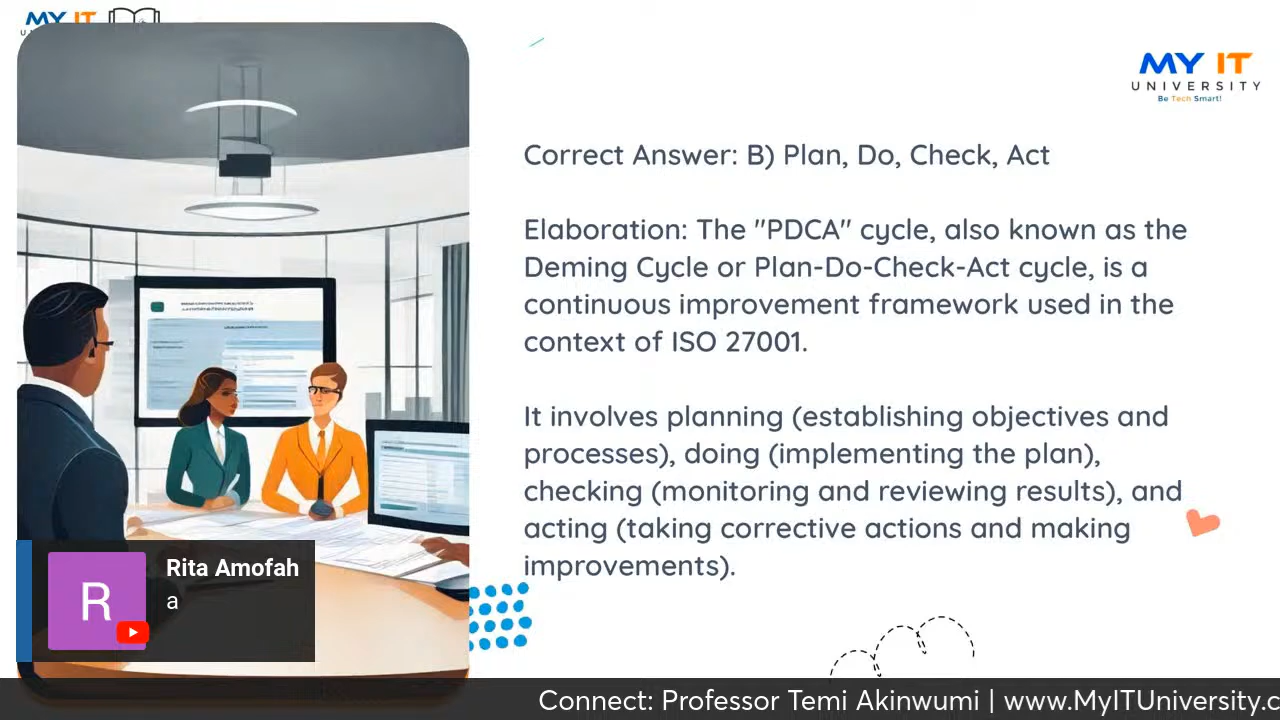 MY IT
MY IT
UNIVERSITY
Be Tech Smart!
Correct Answer: B) Plan, Do, Check, Act
Elaboration: The "PDCA" cycle, also known as the
Deming Cycle or Plan-Do-Check-Act cycle, is a
continuous improvement framework used in the
context of ISO 27001.
It involves planning (establishing objectives and
processes), doing (implementing the plan),
checking (monitoring and reviewing results), and
acting (taking corrective actions and making
improvements).
Rita Amofah
R
a
Connect: Professor Temi Akinwumi | www.MyITUniversity.c